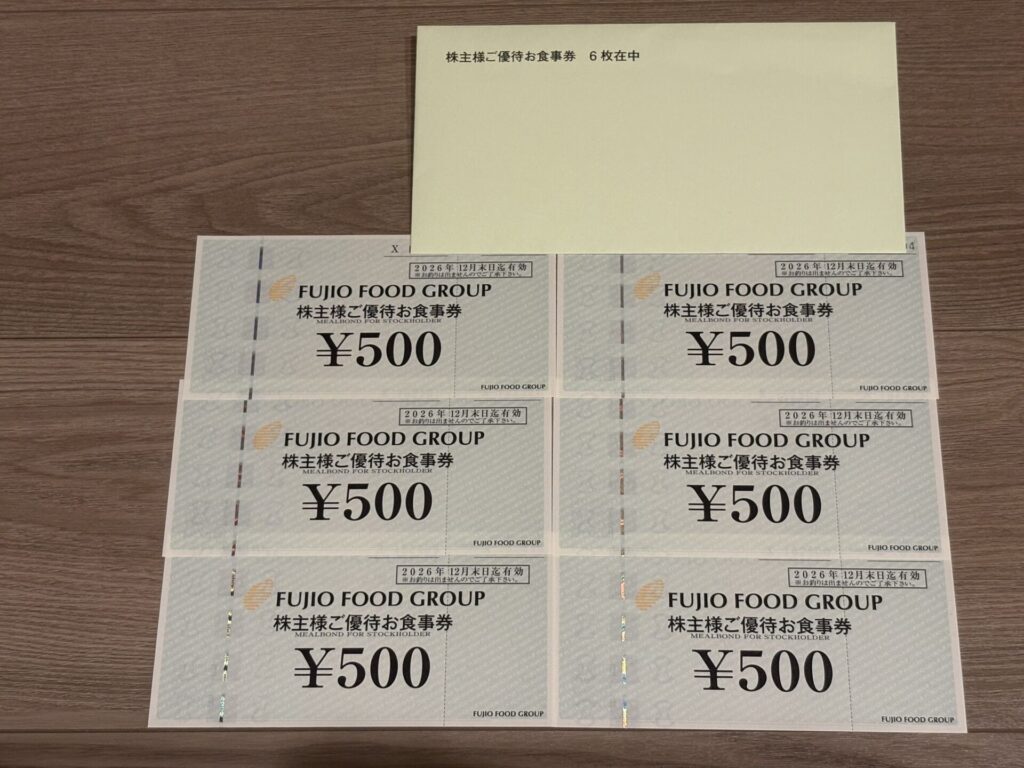 株主様ご優待お食事券 6枚在中
X
4
2026年12月末日迄有効
※お釣りは出ませんのでご了承下さい。
FUJIO FOOD GROUP
株主様ご優待お食事券
MEALBOND FOR STOCKHOLDER
¥500
FUJIO FOOD GROUP
2026年12月末日迄有効
※お釣りは出ませんのでご了承下さい。
FUJIO FOOD GROUP
株主様ご優待お食事券
MEALBOND FOR STOCKHOLDER
¥500
FUJIO FOOD GROUP
2026年12月末日迄有効
※お釣りは出ませんのでご了承下さい。
FUJIO FOOD GROUP
株主様ご優待お食事券
MEALBOND FOR STOCKHOLDER
¥500
FUJIO FOOD GROUP
2026年12月末日迄有効
※お釣りは出ませんのでご了承下さい。
FUJIO FOOD GROUP
株主様ご優待お食事券
MEALBOND FOR STOCKHOLDER
¥500
FUJIO FOOD GROUP
2026年12月末日迄有効
※お釣りは出ませんのでご了承下さい。
FUJIO FOOD GROUP
株主様ご優待お食事券
MEALBOND FOR STOCKHOLDER
¥500
FUJIO FOOD GROUP
2026年12月末日迄有効
※お釣りは出ませんのでご了承下さい。
FUJIO FOOD GROUP
株主様ご優待お食事券
MEALBOND FOR STOCKHOLDER
¥500
FUJIO FOOD GROUP